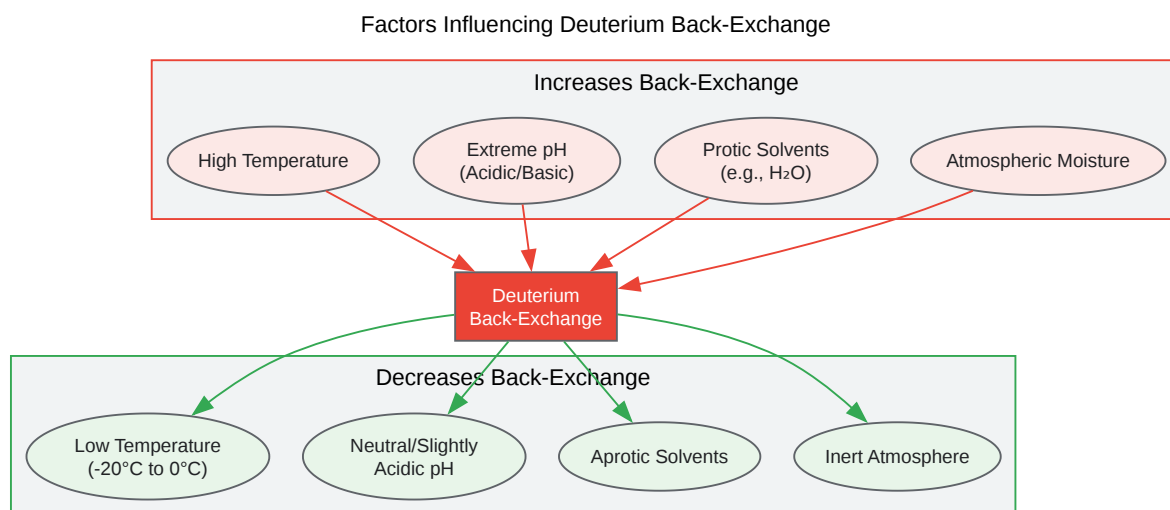 Factors Influencing Deuterium Back-Exchange
Increases Back-Exchange
High Temperature
Extreme pH
(Acidic/Basic)
Protic Solvents
(e.g., H₂O)
Atmospheric Moisture
Deuterium
Back-Exchange
Decreases Back-Exchange
Low Temperature
(-20°C to 0°C)
Neutral/Slightly
Acidic pH
Aprotic Solvents
Inert Atmosphere